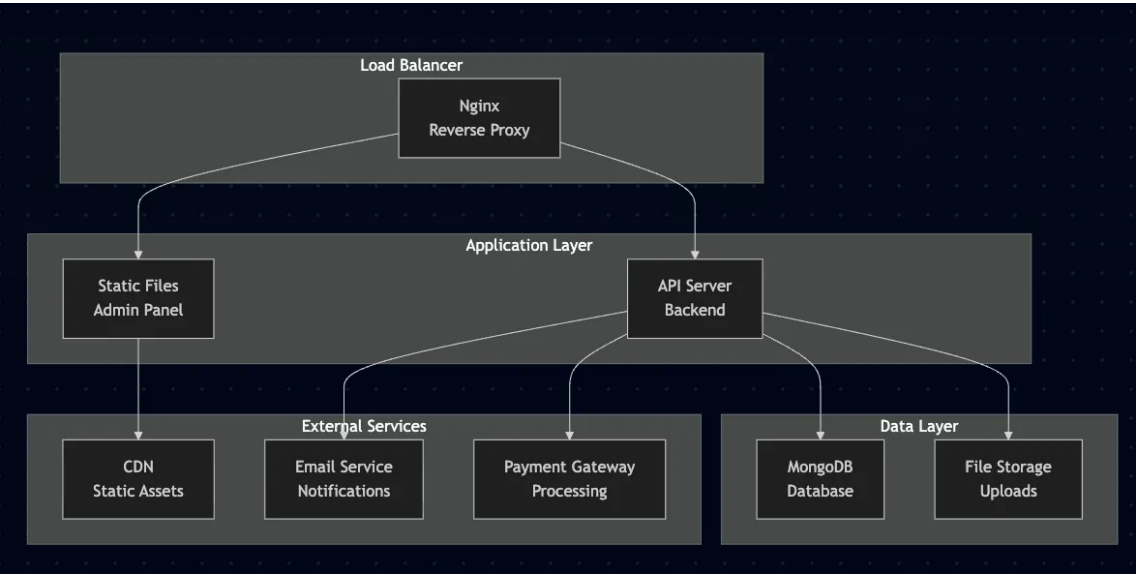 Load Balancer
Nginx
Reverse Proxy
Application Layer
Static Files
Admin Panel
API Server
Backend
External Services
Data Layer
CDN
Static Assets
Email Service
Notifications
Payment Gateway
Processing
MongoDB
Database
File Storage
Uploads